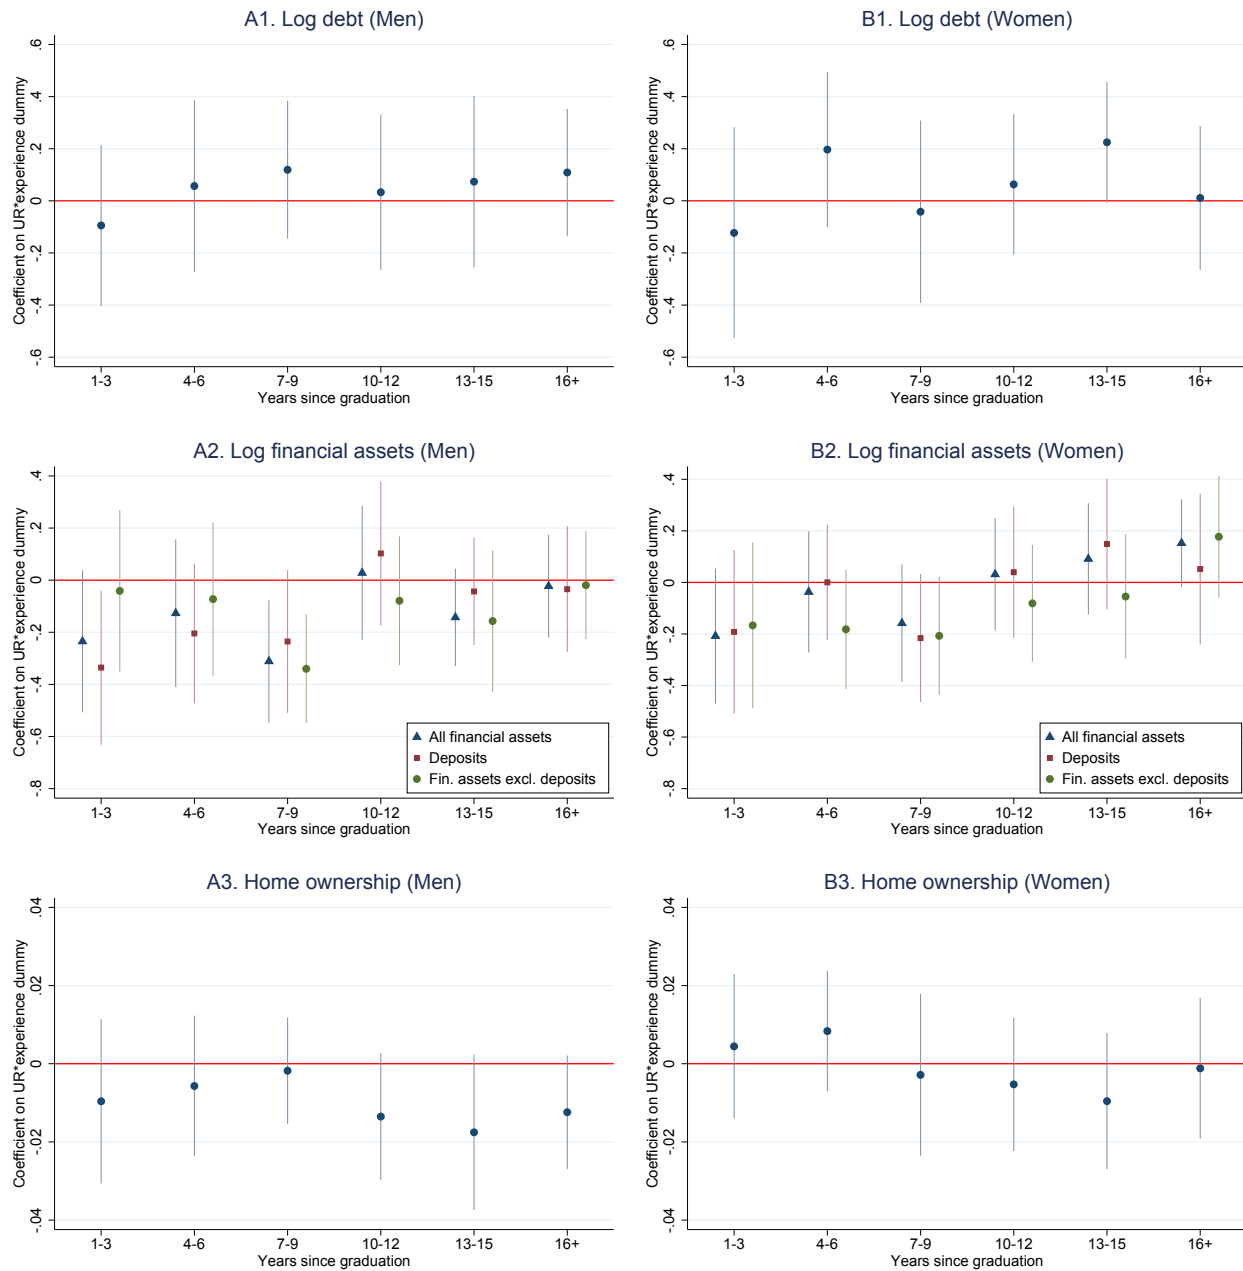 A1. Log debt (Men)
Coefficient on UR*experience dummy
.6
.4
.2
0
-.2
-.4
-.6
1-3 4-6 7-9 10-12 13-15 16+
Years since graduation
B1. Log debt (Women)
Coefficient on UR*experience dummy
.6
.4
.2
0
-.2
-.4
-.6
1-3 4-6 7-9 10-12 13-15 16+
Years since graduation
A2. Log financial assets (Men)
Coefficient on UR*experience dummy
.4
.2
0
-.2
-.4
-.6
-.8
All financial assets
Deposits
Fin. assets excl. deposits
1-3 4-6 7-9 10-12 13-15 16+
Years since graduation
B2. Log financial assets (Women)
Coefficient on UR*experience dummy
.4
.2
0
-.2
-.4
-.6
-.8
All financial assets
Deposits
Fin. assets excl. deposits
1-3 4-6 7-9 10-12 13-15 16+
Years since graduation
A3. Home ownership (Men)
Coefficient on UR*experience dummy
.04
.02
0
-.02
-.04
1-3 4-6 7-9 10-12 13-15 16+
Years since graduation
B3. Home ownership (Women)
Coefficient on UR*experience dummy
.04
.02
0
-.02
-.04
1-3 4-6 7-9 10-12 13-15 16+
Years since graduation